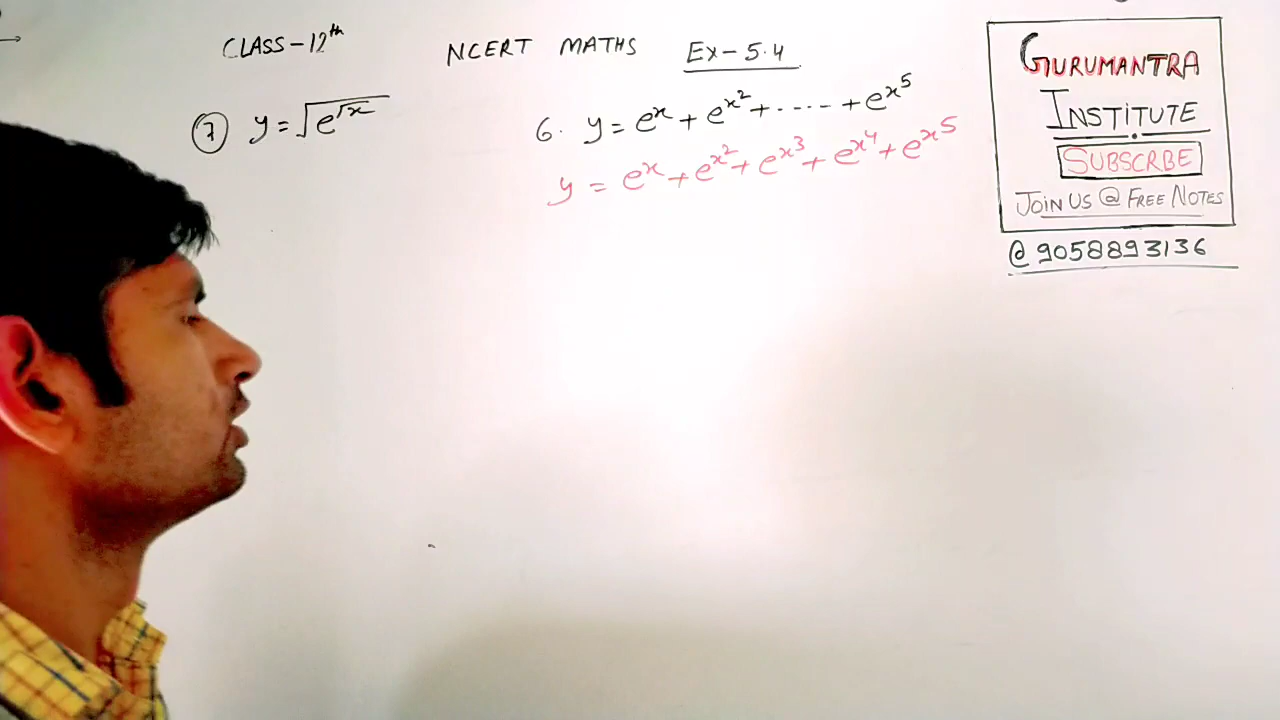 CLASS-12th NCERT MATHS Ex-5.4
⑦ y = √(e^√x)
6. y = e^x + e^x² + ---- + e^x⁵
y = e^x + e^x² + e^x³ + e^x⁴ + e^x⁵
GURUMANTRA
INSTITUTE
SUBSCRBE
JOIN US @ FREE NOTES
@ 9058893136